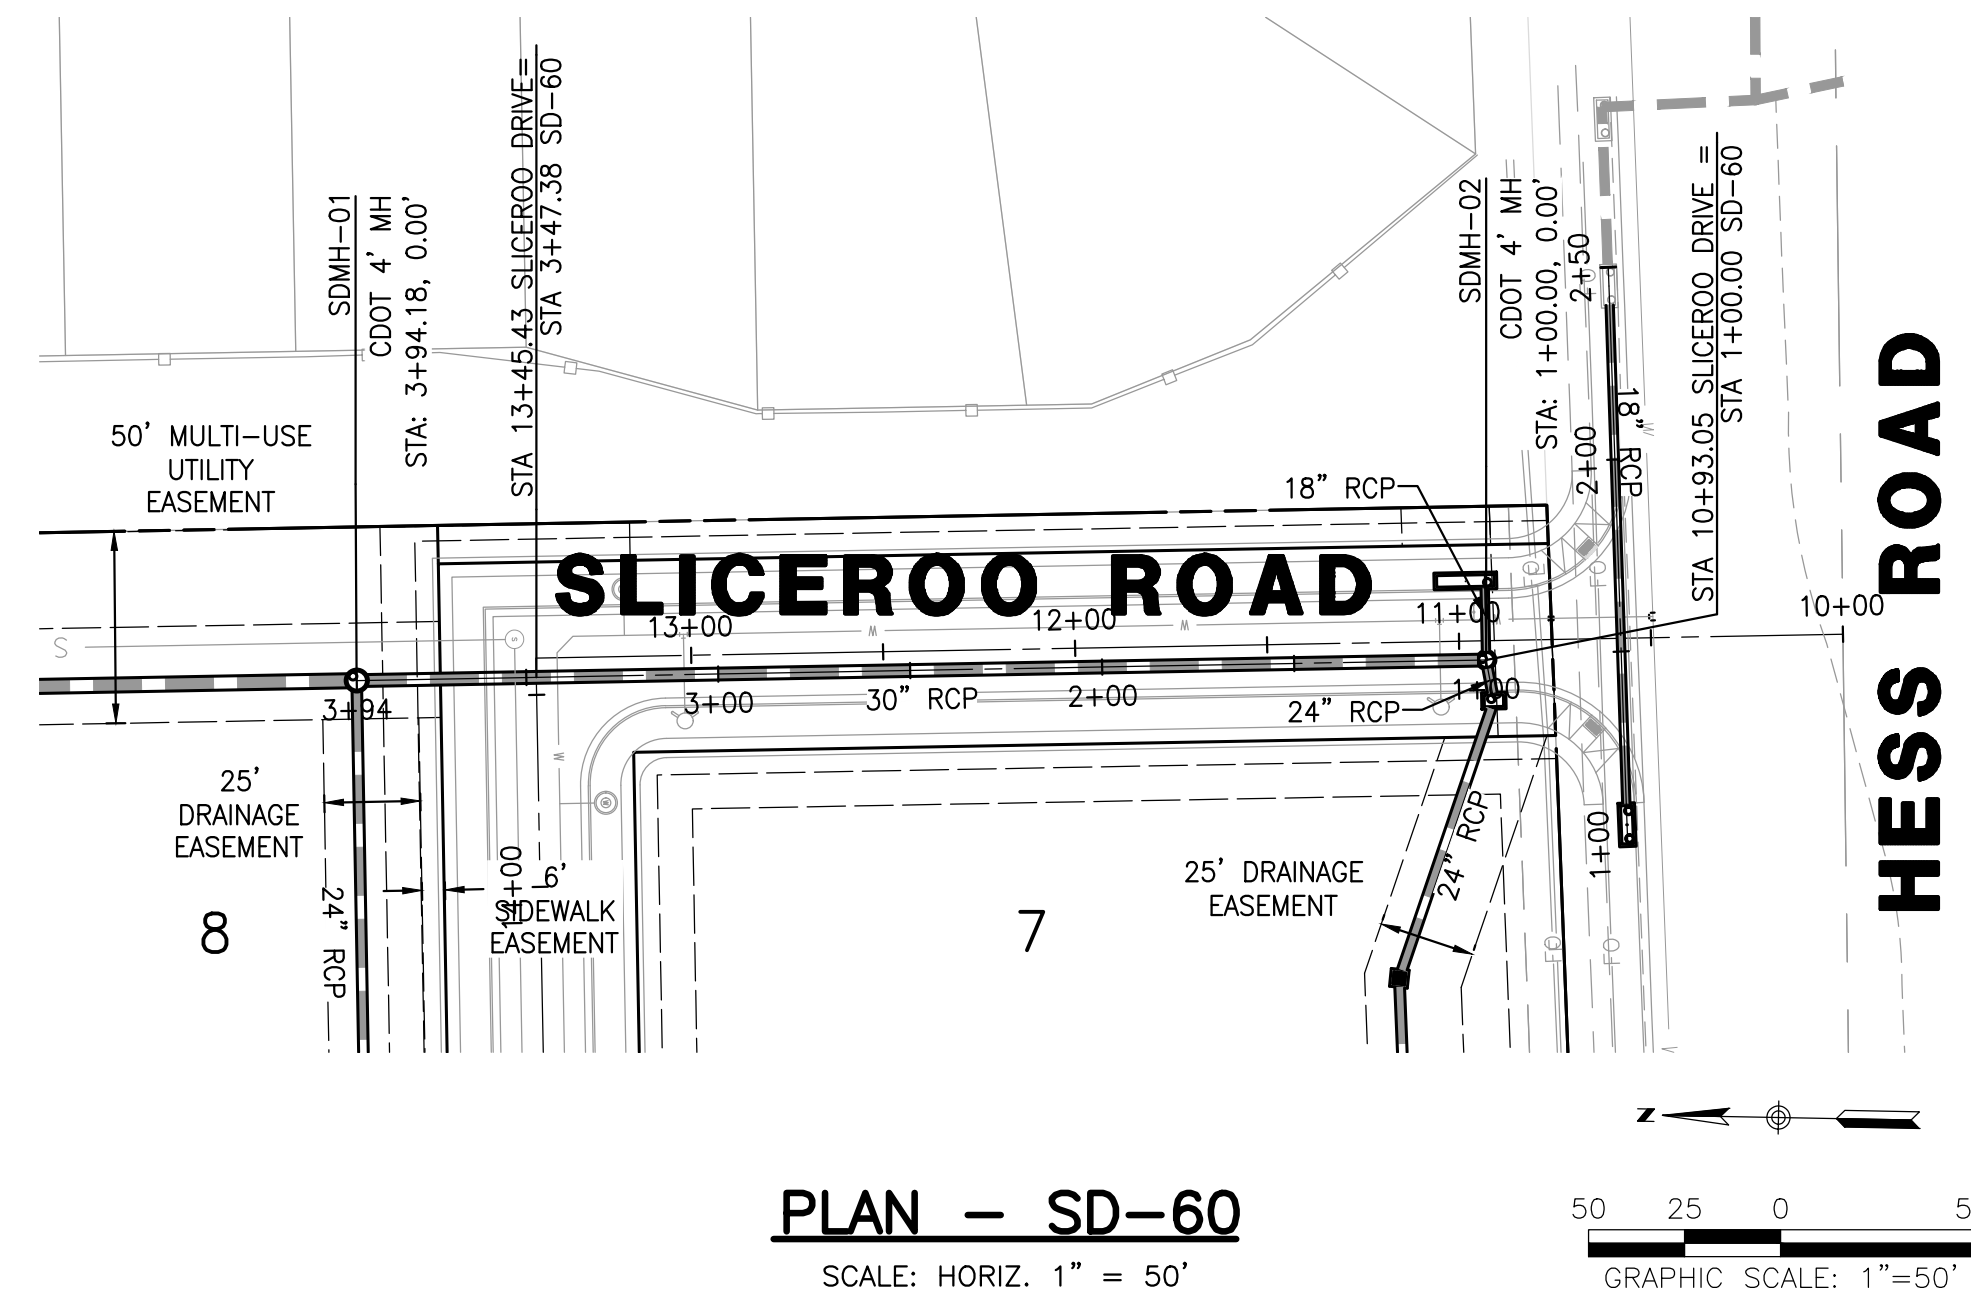 SDMH-01
CDOT 4' MH
STA: 3+94.18, 0.00'
STA 13+45.43 SLICEROO DRIVE=
STA 3+47.38 SD-60
SDMH-02
CDOT 4' MH
STA: 1+00.00, 0.00'
STA 10+93.05 SLICEROO DRIVE =
STA 1+00.00 SD-60
2+50
2+00
1+00
18" RCP
50' MULTI-USE
UTILITY
EASEMENT
18" RCP
SLICEROO ROAD
HESS ROAD
13+00
12+00
11+00
10+00
S
S
W
W
W
W
W
3+94
3+00
30" RCP
2+00
24" RCP
1+00
25'
DRAINAGE
EASEMENT
24" RCP
14+00
6'
SIDEWALK
EASEMENT
25' DRAINAGE
EASEMENT
24" RCP
FO
FO
FO
FO
8
7
N
PLAN - SD-60
SCALE: HORIZ. 1" = 50'
50 25 0
GRAPHIC SCALE: 1"=50'